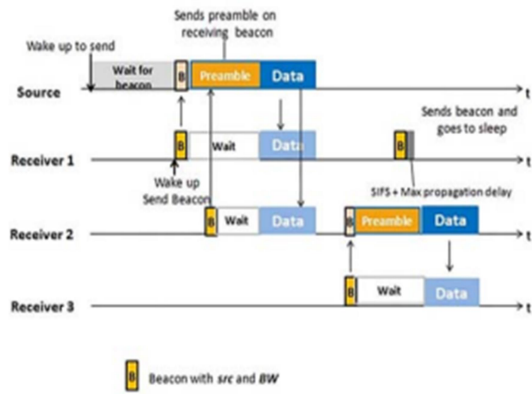 Sends preamble on
receiving beacon
Wake up to send
Wait for
beacon
B
Preamble
Data
Source
t
Sends beacon and
goes to sleep
B
Wait
Data
B
Receiver 1
t
Wake up
Send Beacon
SIFS + Max propagation delay
B
Wait
Data
B
Preamble
Data
Receiver 2
t
B
Wait
Data
Receiver 3
t
B
Beacon with src and BW